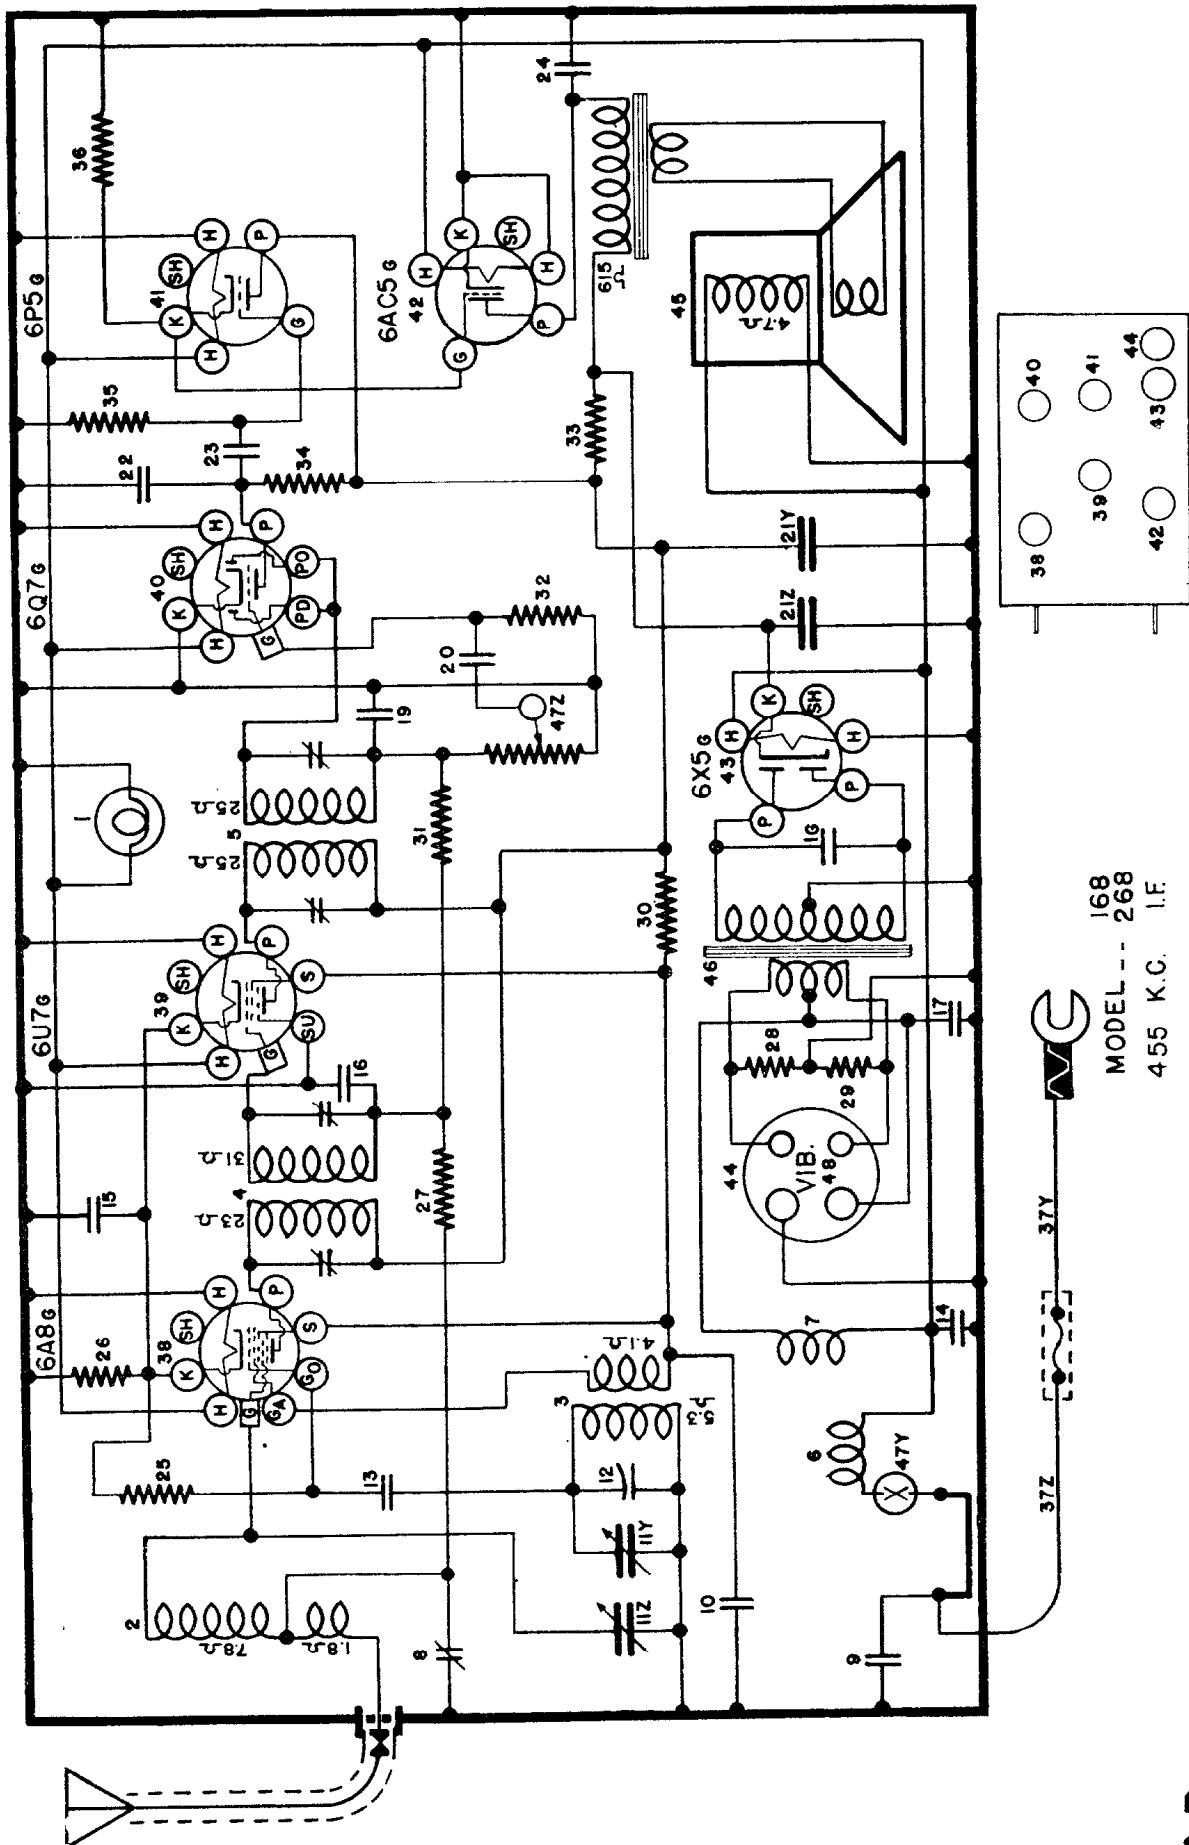 6A8G
6U7G
6Q7G
6P5G
26
15
1
22
35
36
38
K
H
SH
H
G
GA
GO
S
P
39
K
H
SH
H
G
SU
S
P
40
K
H
SH
H
G
PD
PD
P
41
K
H
SH
H
G
P
6AC5G
42
H
K
SH
H
P
G
24
23
34
25
2
78Ω
1.8Ω
13
4
23Ω
31Ω
16
5
25Ω
25Ω
19
20
32
47Z
27
31
33
615Ω
45
4.7Ω
8
3
4.1Ω
5.3Ω
12
11Y
11Z
10
30
21Z
21Y
6X5G
43
H
K
SH
H
P
P
16
46
28
29
17
44
VIB.
48
7
14
6
47Y
9
37Z
37Y
MODEL -- 168
268
455 K.C. I.F.
38
39
40
41
42
43
44